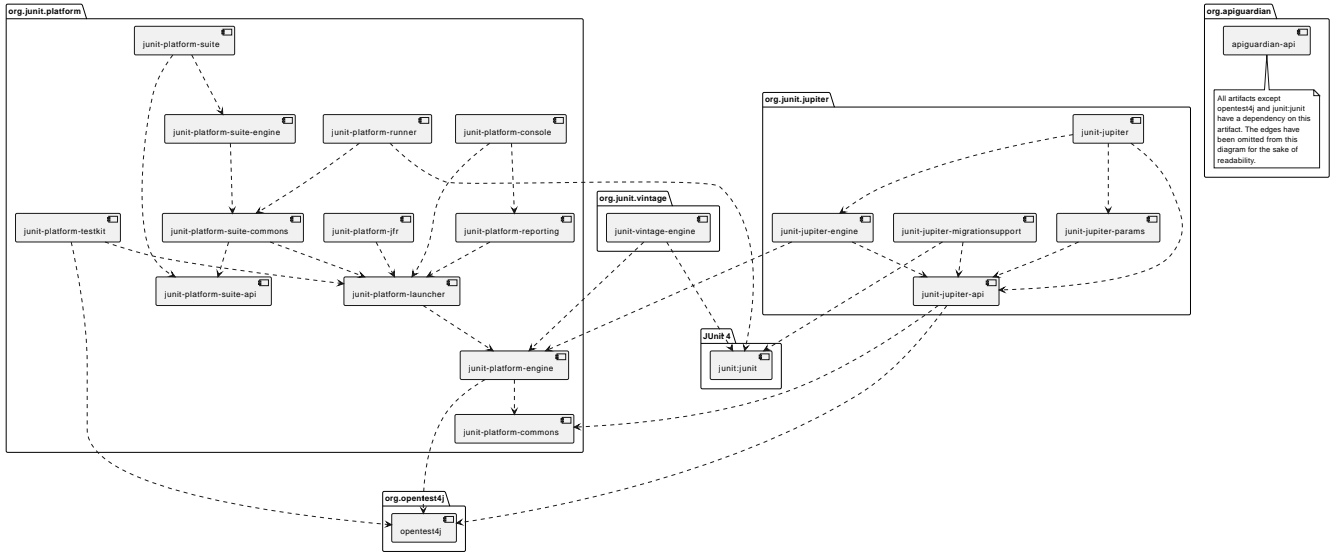 org.junit.platform
junit-platform-suite
junit-platform-suite-engine
junit-platform-runner
junit-platform-console
junit-platform-testkit
junit-platform-suite-commons
junit-platform-jfr
junit-platform-reporting
junit-platform-suite-api
junit-platform-launcher
junit-platform-engine
junit-platform-commons
org.junit.vintage
junit-vintage-engine
JUnit 4
junit:junit
org.opentest4j
opentest4j
org.junit.jupiter
junit-jupiter
junit-jupiter-engine
junit-jupiter-migrationsupport
junit-jupiter-params
junit-jupiter-api
org.apiguardian
apiguardian-api
All artifacts except
opentest4j and junit:junit
have a dependency on this
artifact. The edges have
been omitted from this
diagram for the sake of
readability.